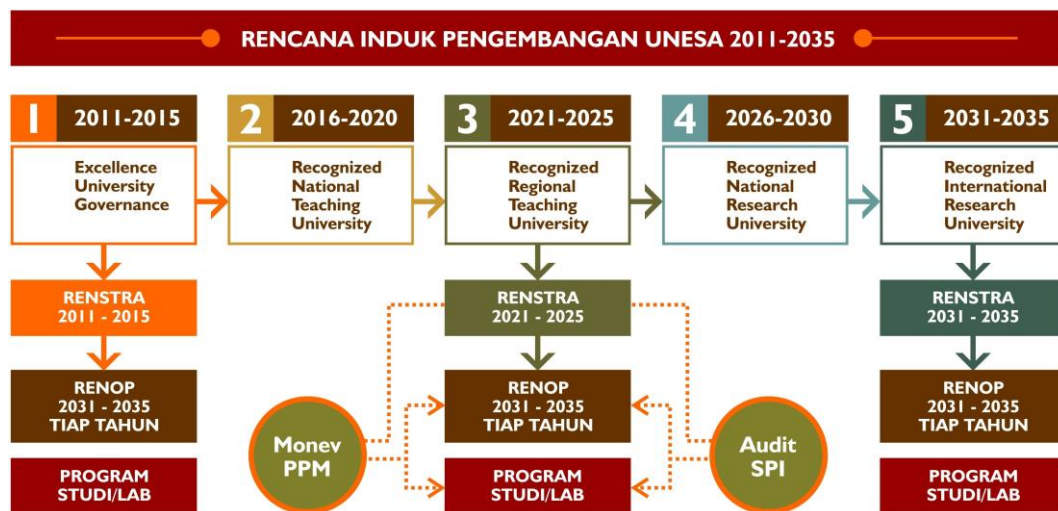 RENCANA INDUK PENGEMBANGAN UNESA 2011-2035
1 2011-2015
Excellence
University
Governance
2 2016-2020
Recognized
National
Teaching
University
3 2021-2025
Recognized
Regional
Teaching
University
4 2026-2030
Recognized
National
Research
University
5 2031-2035
Recognized
International
Research
University
RENSTRA
2011 - 2015
RENSTRA
2021 - 2025
RENSTRA
2031 - 2035
RENOP
2031 - 2035
TIAP TAHUN
Monev
PPM
RENOP
2031 - 2035
TIAP TAHUN
Audit
SPI
RENOP
2031 - 2035
TIAP TAHUN
PROGRAM
STUDI/LAB
PROGRAM
STUDI/LAB
PROGRAM
STUDI/LAB